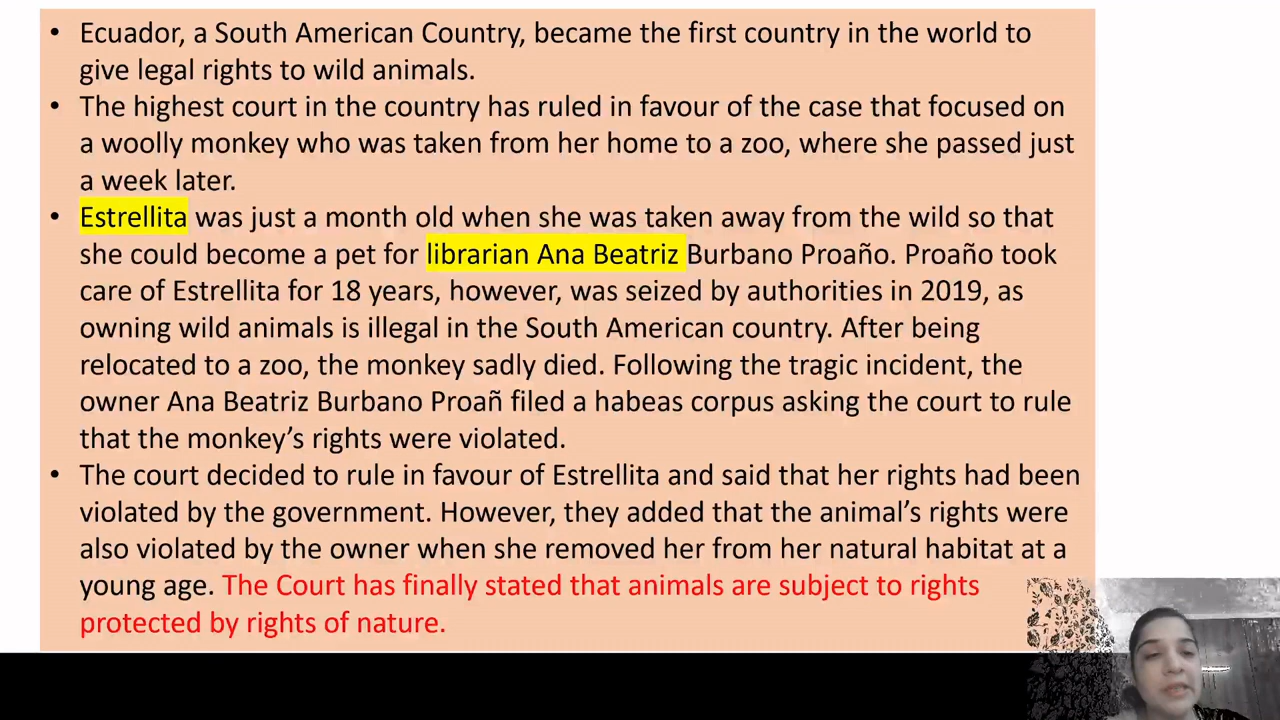 • Ecuador, a South American Country, became the first country in the world to
give legal rights to wild animals.
• The highest court in the country has ruled in favour of the case that focused on
a woolly monkey who was taken from her home to a zoo, where she passed just
a week later.
• Estrellita was just a month old when she was taken away from the wild so that
she could become a pet for librarian Ana Beatriz Burbano Proaño. Proaño took
care of Estrellita for 18 years, however, was seized by authorities in 2019, as
owning wild animals is illegal in the South American country. After being
relocated to a zoo, the monkey sadly died. Following the tragic incident, the
owner Ana Beatriz Burbano Proañ filed a habeas corpus asking the court to rule
that the monkey’s rights were violated.
• The court decided to rule in favour of Estrellita and said that her rights had been
violated by the government. However, they added that the animal’s rights were
also violated by the owner when she removed her from her natural habitat at a
young age. The Court has finally stated that animals are subject to rights
protected by rights of nature.